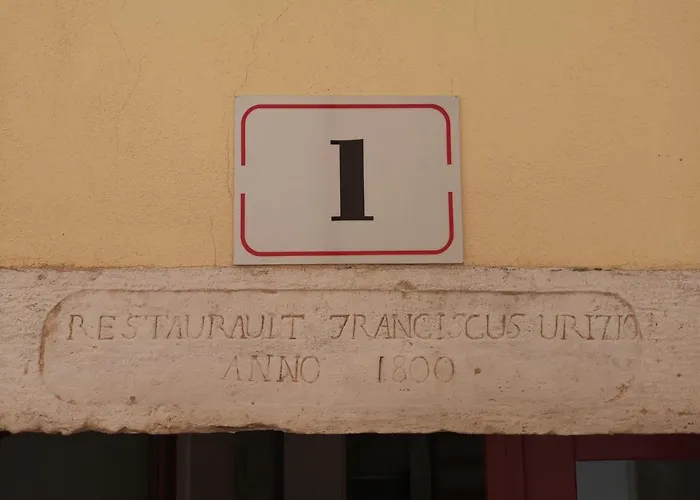 1
RESTAURAUIT FRANCISCUS URIZIO
ANNO 1800